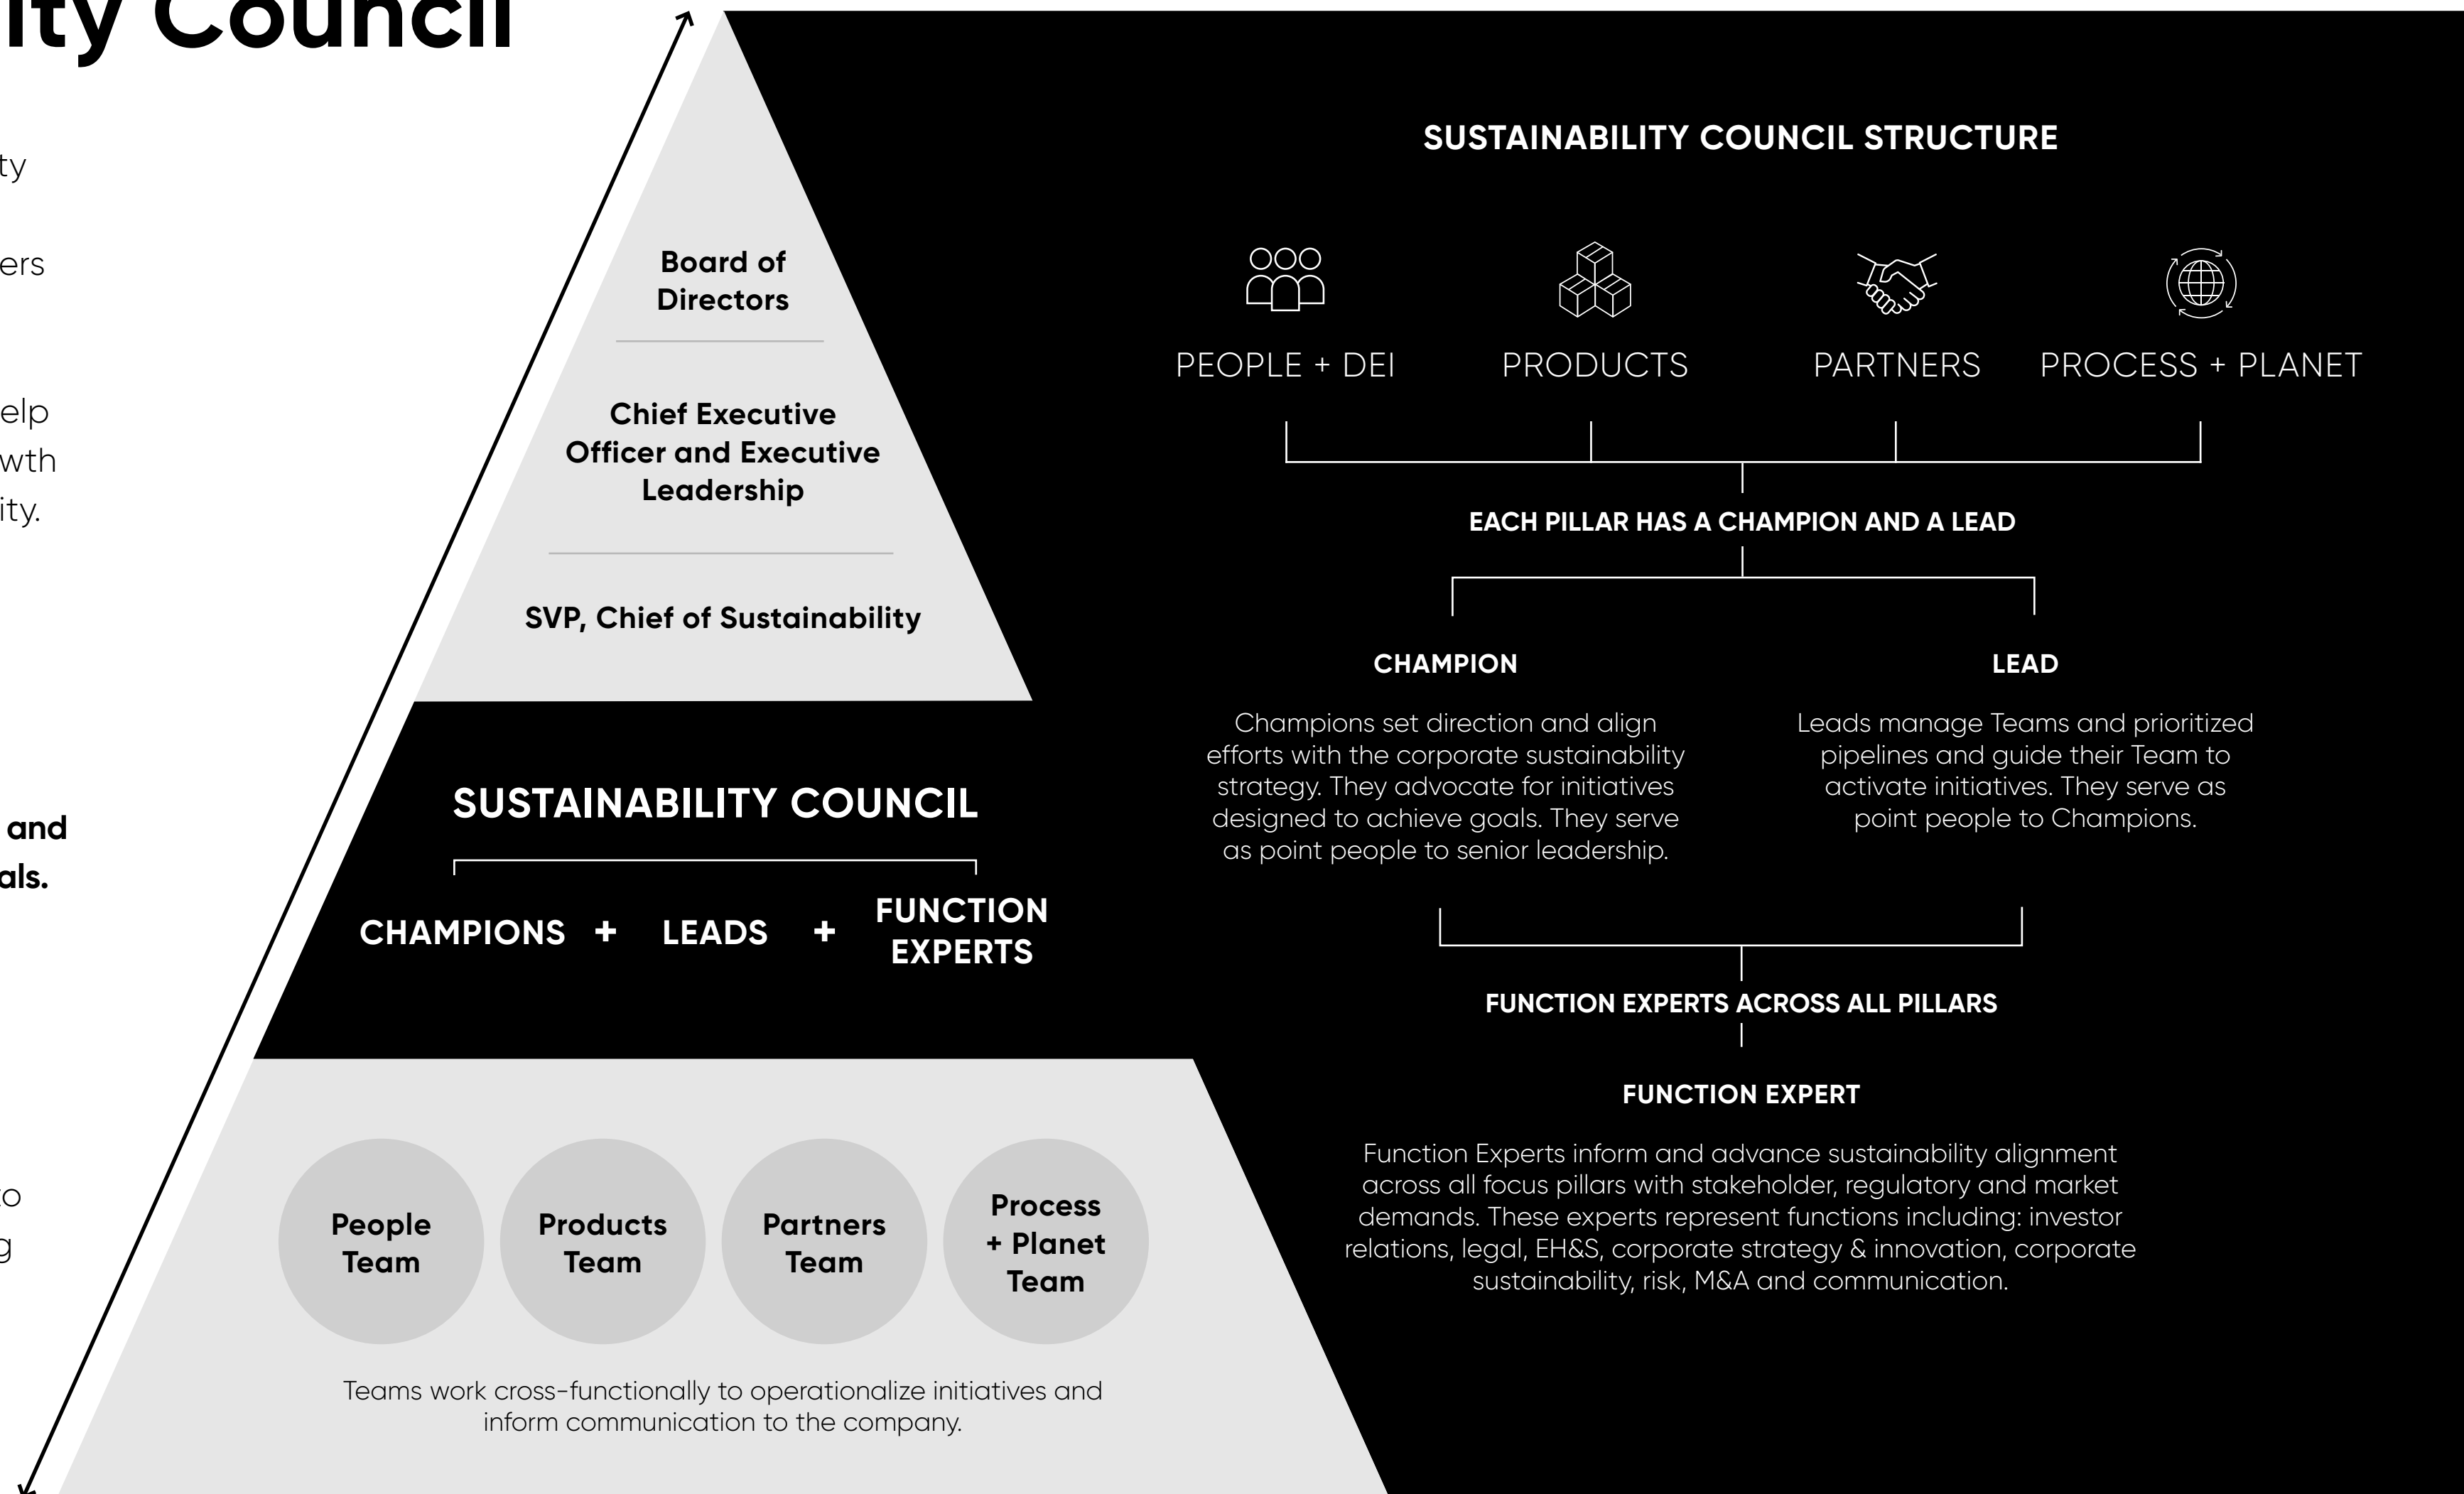 Council
and
Board of
Directors
Chief Executive
Officer and Executive
Leadership
SVP, Chief of Sustainability
SUSTAINABILITY COUNCIL
CHAMPIONS + LEADS + FUNCTION
EXPERTS
People
Team
Products
Team
Partners
Team
Process
+ Planet
Team
Teams work cross-functionally to operationalize initiatives and
inform communication to the company.
SUSTAINABILITY COUNCIL STRUCTURE
PEOPLE + DEI
PRODUCTS
PARTNERS
PROCESS + PLANET
EACH PILLAR HAS A CHAMPION AND A LEAD
CHAMPION
Champions set direction and align
efforts with the corporate sustainability
strategy. They advocate for initiatives
designed to achieve goals. They serve
as point people to senior leadership.
LEAD
Leads manage Teams and prioritized
pipelines and guide their Team to
activate initiatives. They serve as
point people to Champions.
FUNCTION EXPERTS ACROSS ALL PILLARS
FUNCTION EXPERT
Function Experts inform and advance sustainability alignment
across all focus pillars with stakeholder, regulatory and market
demands. These experts represent functions including: investor
relations, legal, EH&S, corporate strategy & innovation, corporate
sustainability, risk, M&A and communication.